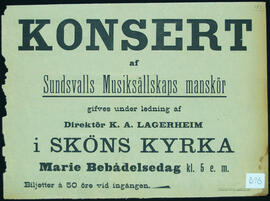 KONSERT
af
Sundsvalls Musiksällskaps manskör
gifves under ledning af
Direktör K. A. LAGERHEIM
i SKÖNS KYRKA
Marie Bebådelsedag kl. 5 e. m.
Biljetter à 50 öre vid ingången.